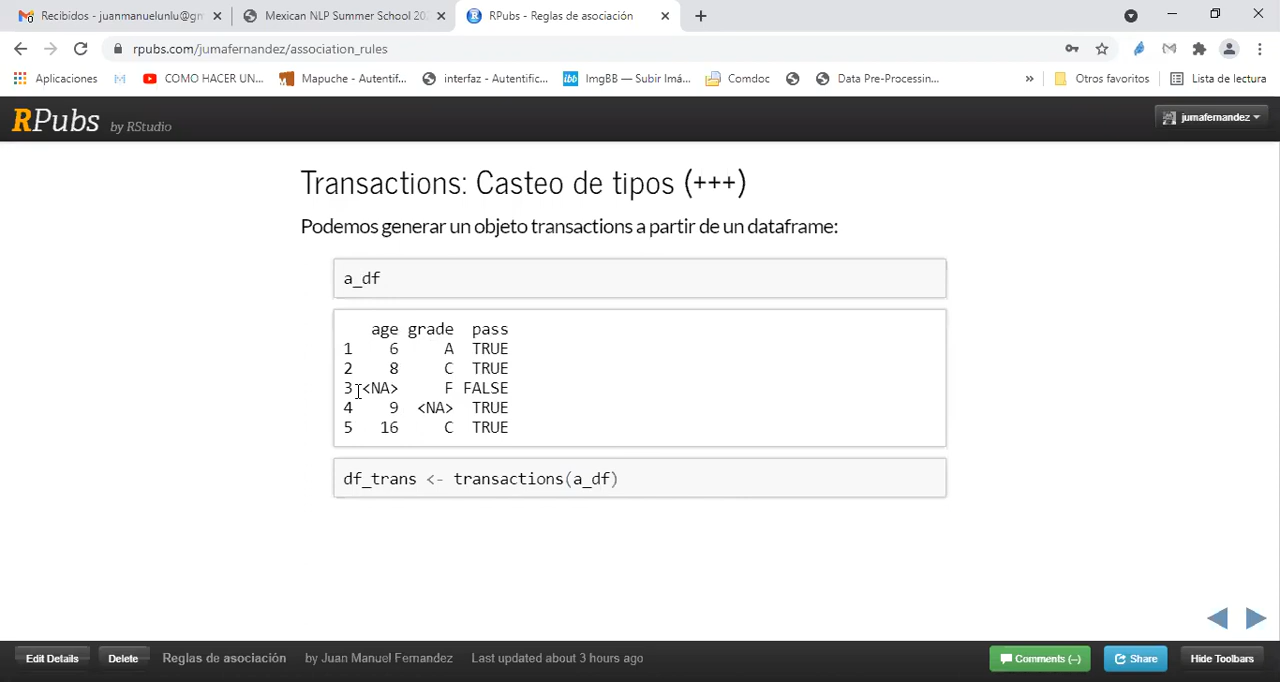 Recibidos - juanmanuelunlu@gm
Mexican NLP Summer School 202
RPubs - Reglas de asociación
rpubs.com/jumafernandez/association_rules
Aplicaciones
COMO HACER UN...
Mapuche - Autentif...
interfaz - Autentific...
ibb ImgBB — Subir Imá...
Comdoc
Data Pre-Processin...
»
Otros favoritos
Lista de lectura
RPubs by RStudio
jumafernandez
Transactions: Casteo de tipos (+++)
Podemos generar un objeto transactions a partir de un dataframe:
a_df
age grade pass
1 6 A TRUE
2 8 C TRUE
3 <NA> F FALSE
4 9 <NA> TRUE
5 16 C TRUE
df_trans <- transactions(a_df)
Edit Details
Delete
Reglas de asociación by Juan Manuel Fernandez Last updated about 3 hours ago
Comments (–)
Share
Hide Toolbars